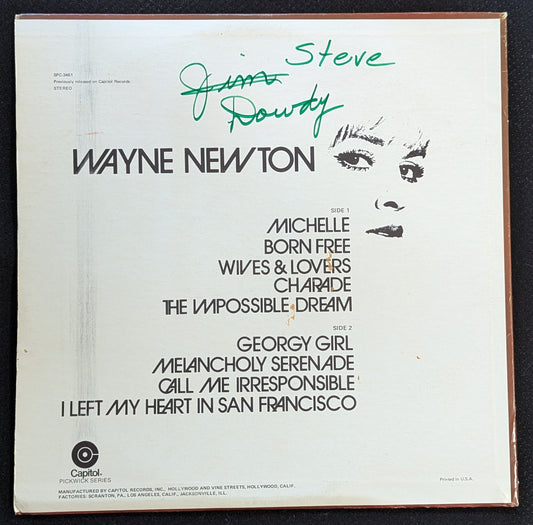 SPC-3461
Previously released on Capitol Records
STEREO
Steve
Jim
Dowdy
WAYNE NEWTON
SIDE 1
MICHELLE
BORN FREE
WIVES & LOVERS
CHARADE
THE IMPOSSIBLE DREAM
SIDE 2
GEORGY GIRL
MELANCHOLY SERENADE
CALL ME IRRESPONSIBLE
I LEFT MY HEART IN SAN FRANCISCO
Capitol
PICKWICK SERIES
MANUFACTURED BY CAPITOL RECORDS, INC., HOLLYWOOD AND VINE STREETS, HOLLYWOOD, CALIF.
FACTORIES: SCRANTON, PA., LOS ANGELES, CALIF., JACKSONVILLE, ILL.
Printed in U.S.A.